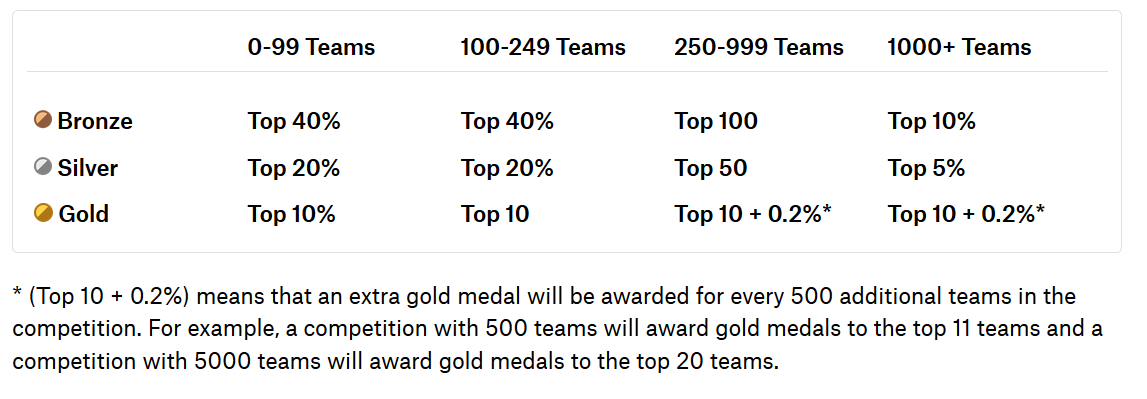 0-99 Teams 100-249 Teams 250-999 Teams 1000+ Teams
Bronze Top 40% Top 40% Top 100 Top 10%
Silver Top 20% Top 20% Top 50 Top 5%
Gold Top 10% Top 10 Top 10 + 0.2%* Top 10 + 0.2%*
* (Top 10 + 0.2%) means that an extra gold medal will be awarded for every 500 additional teams in the
competition. For example, a competition with 500 teams will award gold medals to the top 11 teams and a
competition with 5000 teams will award gold medals to the top 20 teams.